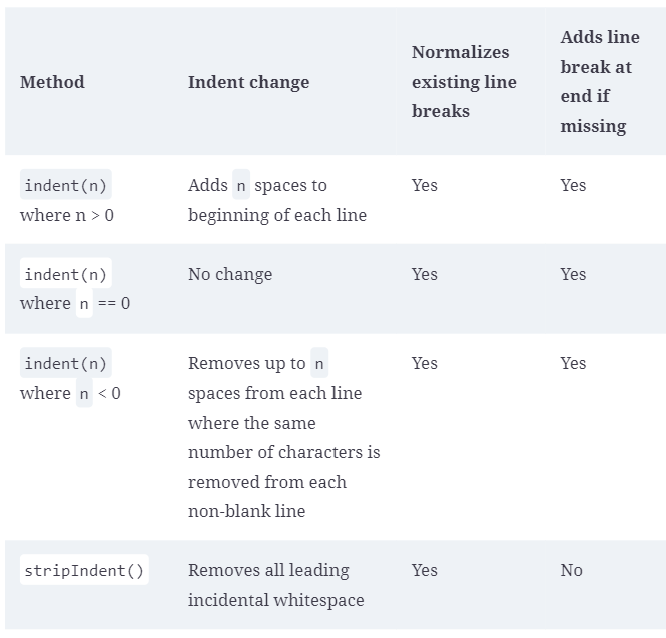 Method
Indent change
Normalizes
existing line
breaks
Adds line
break at
end if
missing
indent(n)
where n > 0
Adds n spaces to
beginning of each line
Yes
Yes
indent(n)
where n == 0
No change
Yes
Yes
indent(n)
where n < 0
Removes up to n
spaces from each line
where the same
number of characters is
removed from each
non-blank line
Yes
Yes
stripIndent()
Removes all leading
incidental whitespace
Yes
No